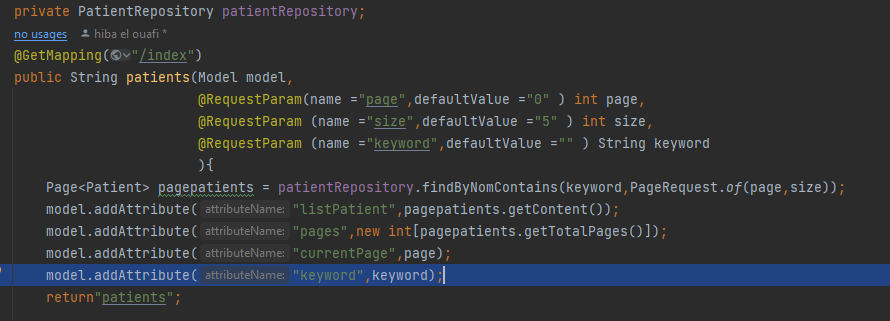 private PatientRepository patientRepository;
no usages hiba el ouafi *
@GetMapping("/index")
public String patients(Model model,
@RequestParam(name ="page",defaultValue ="0" ) int page,
@RequestParam (name ="size",defaultValue ="5" ) int size,
@RequestParam (name ="keyword",defaultValue ="" ) String keyword
){
Page<Patient> pagepatients = patientRepository.findByNomContains(keyword,PageRequest.of(page,size));
model.addAttribute( attributeName: "listPatient",pagepatients.getContent());
model.addAttribute( attributeName: "pages",new int[pagepatients.getTotalPages()]);
model.addAttribute( attributeName: "currentPage",page);
model.addAttribute( attributeName: "keyword",keyword);
return"patients";